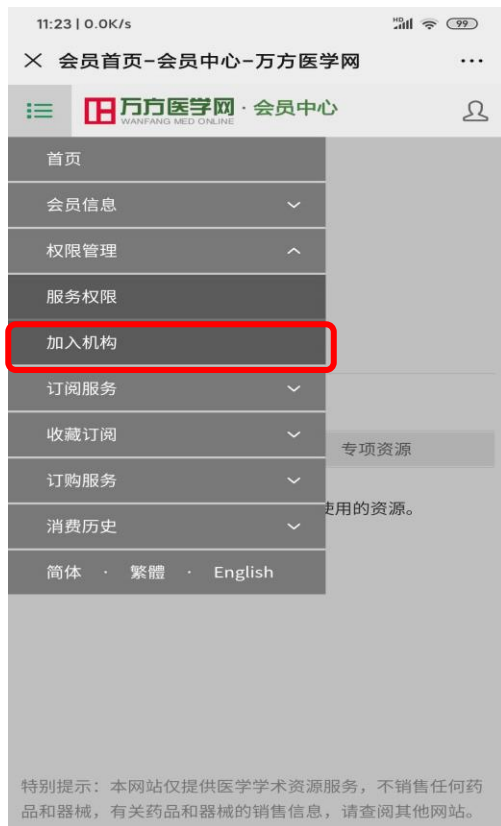 11:23 | 0.0K/s HD 99
会员首页-会员中心-万方医学网 ...
万方医学网 · 会员中心
WANFANG MED ONLINE
首页
会员信息
权限管理
服务权限
加入机构
订阅服务
收藏订阅
专项资源
订购服务
使用的资源。
消费历史
简体 · 繁體 · English
特别提示：本网站仅提供医学学术资源服务，不销售任何药
品和器械，有关药品和器械的销售信息，请查阅其他网站。